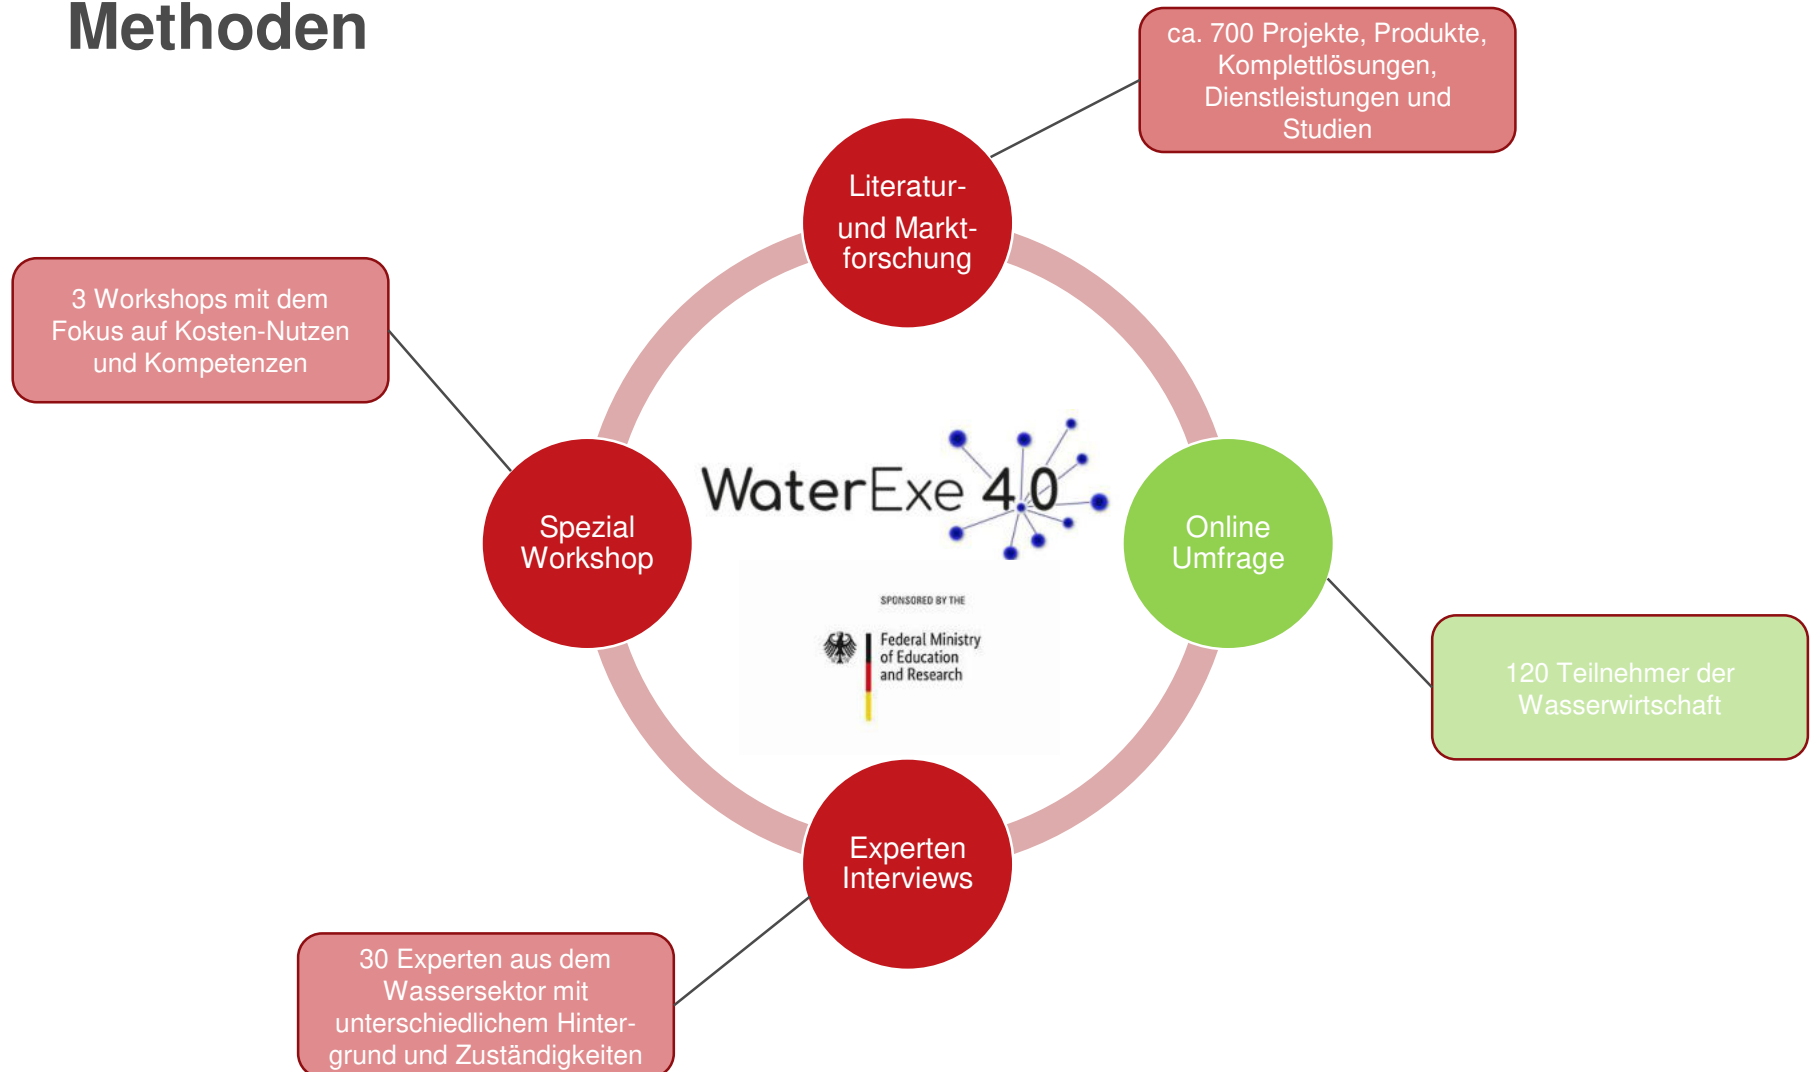 Methoden
ca. 700 Projekte, Produkte,
Komplettlösungen,
Dienstleistungen und
Studien
Literatur-
und Markt-
forschung
3 Workshops mit dem
Fokus auf Kosten-Nutzen
und Kompetenzen
WaterExe 4.0
Spezial
Workshop
Online
Umfrage
SPONSORED BY THE
Federal Ministry
of Education
and Research
120 Teilnehmer der
Wasserwirtschaft
Experten
Interviews
30 Experten aus dem
Wassersektor mit
unterschiedlichem Hinter-
grund und Zuständigkeiten